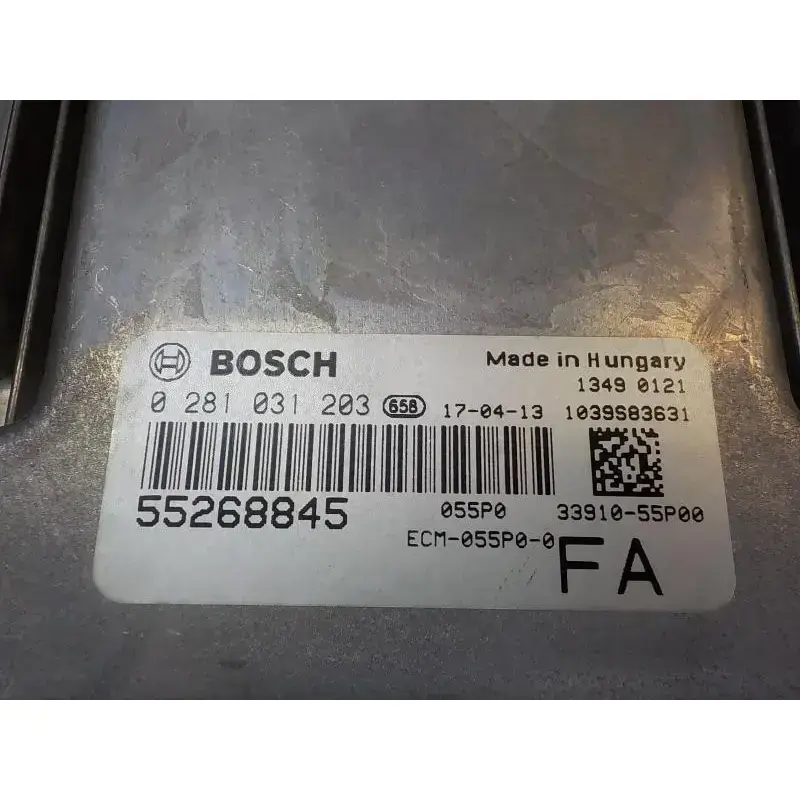 BOSCH Made in Hungary
1349 0121
0 281 031 203 658 17-04-13 1039S83631
55268845 055P0 33910-55P00
ECM-055P0-0 FA